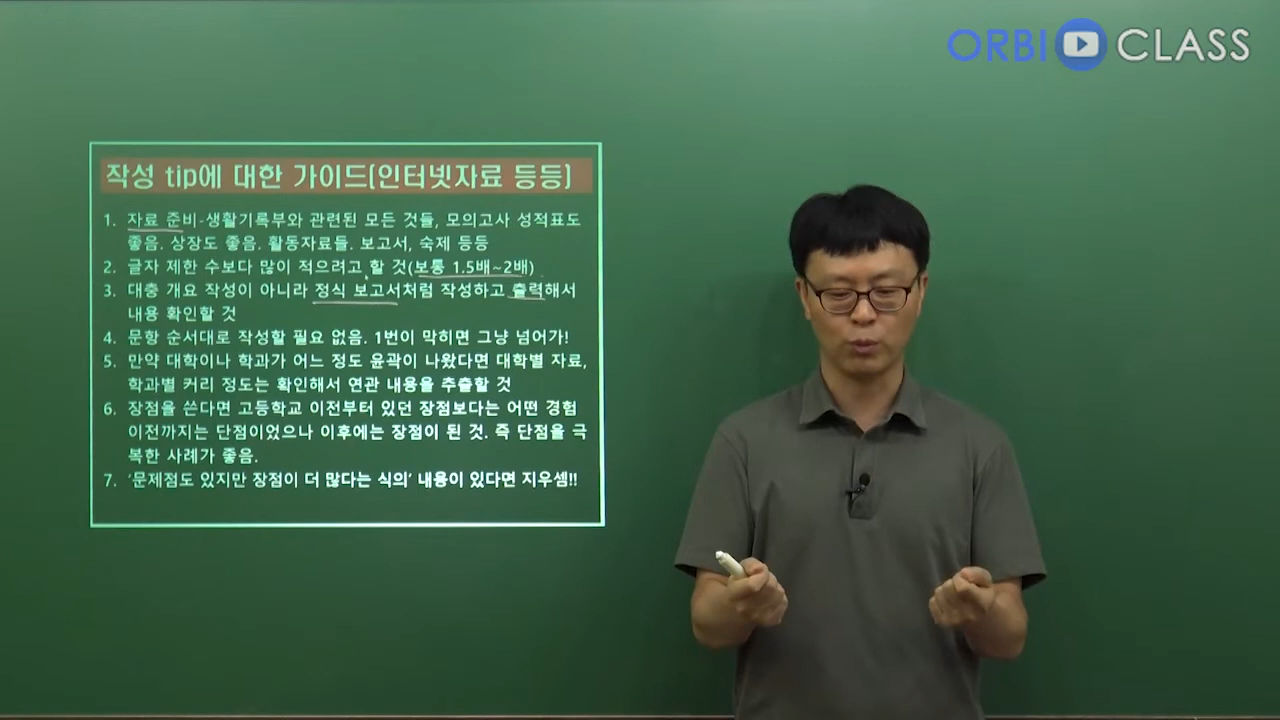 ORBI CLASS
작성 tip에 대한 가이드(인터넷자료 등등)
1. 자료 준비-생활기록부와 관련된 모든 것들, 모의고사 성적표도
좋음. 상장도 좋음. 활동자료들. 보고서, 숙제 등등
2. 글자 제한 수보다 많이 적으려고 할 것(보통 1.5배~2배)
3. 대충 개요 작성이 아니라 정식 보고서처럼 작성하고 출력해서
내용 확인할 것
4. 문항 순서대로 작성할 필요 없음. 1번이 막히면 그냥 넘어가!
5. 만약 대학이나 학과가 어느 정도 윤곽이 나왔다면 대학별 자료,
학과별 커리 정도는 확인해서 연관 내용을 추출할 것
6. 장점을 쓴다면 고등학교 이전부터 있던 장점보다는 어떤 경험
이전까지는 단점이었으나 이후에는 장점이 된 것. 즉 단점을 극
복한 사례가 좋음.
7. ‘문제점도 있지만 장점이 더 많다는 식의’ 내용이 있다면 지우셈!!